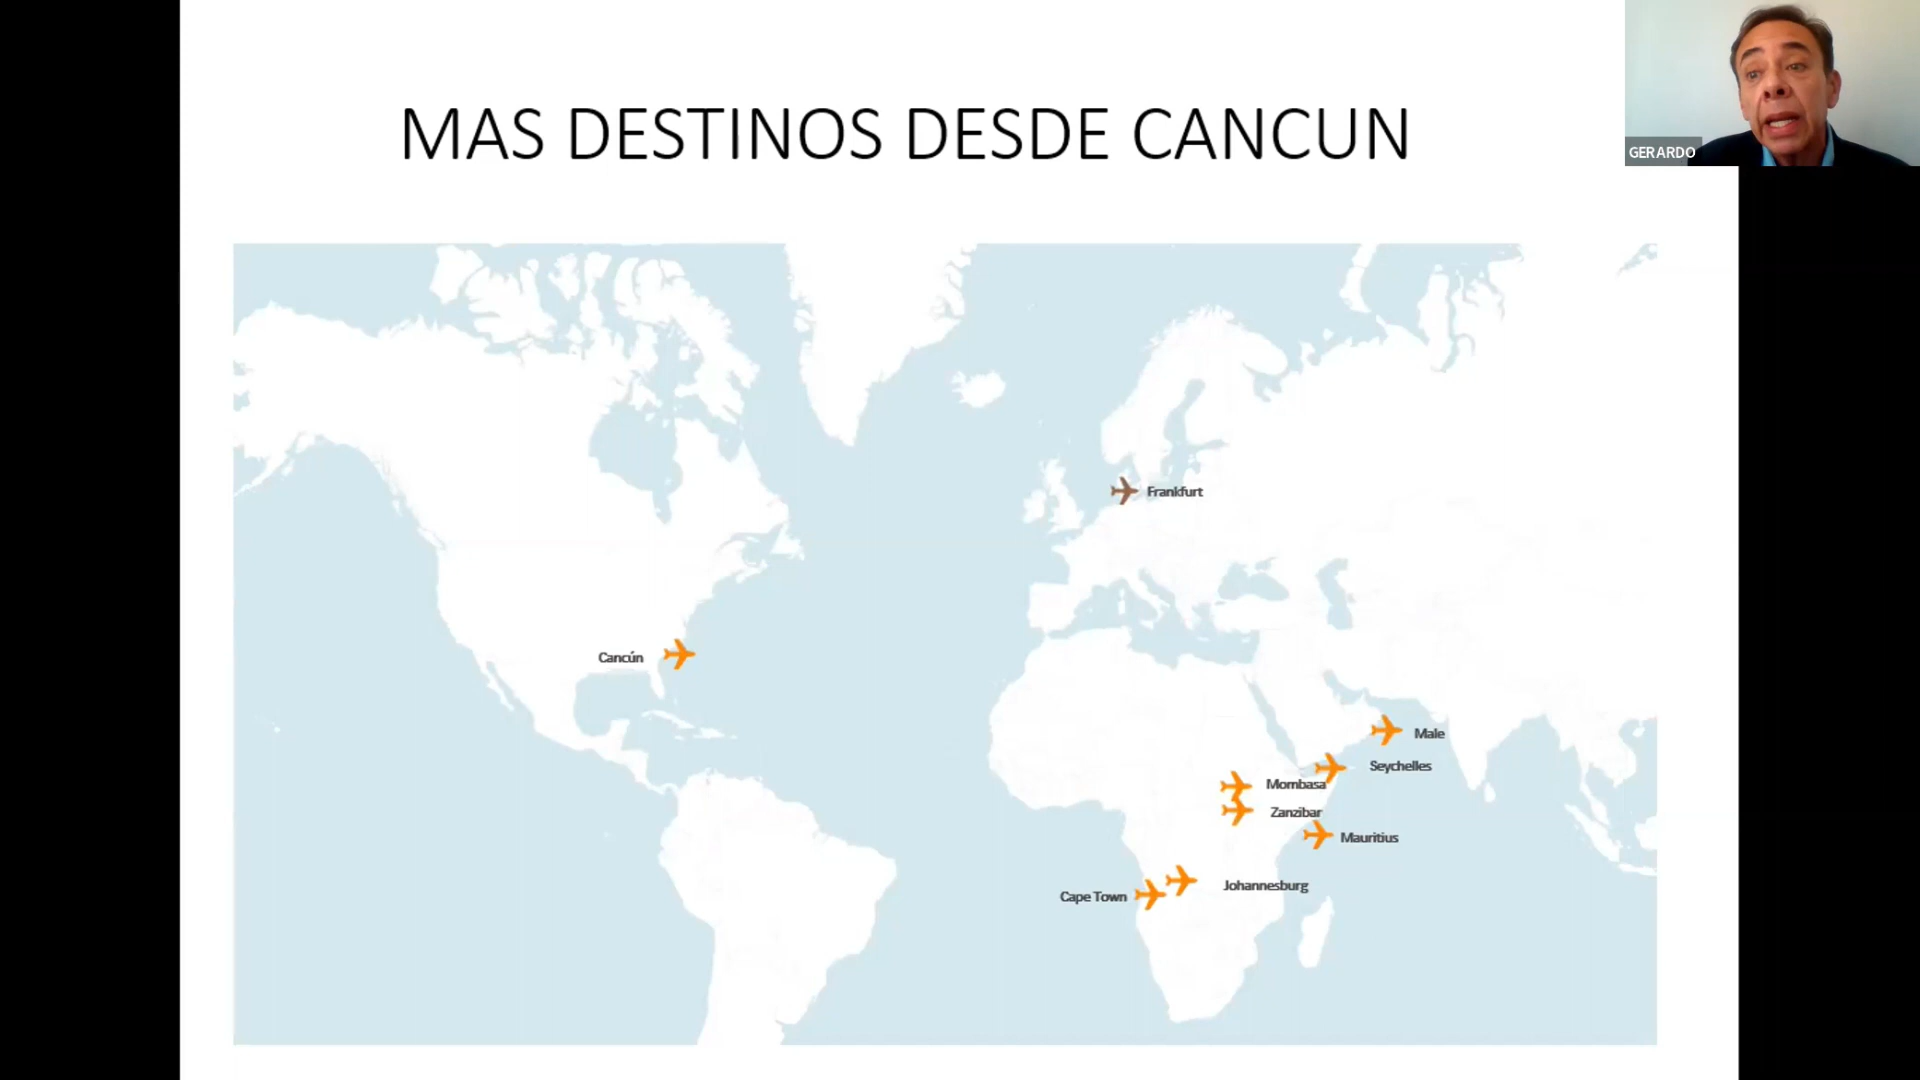 MAS DESTINOS DESDE CANCUN
GERARDO
Frankfurt
Cancún
Male
Seychelles
Mombasa
Zanzibar
Mauritius
Johannesburg
Cape Town